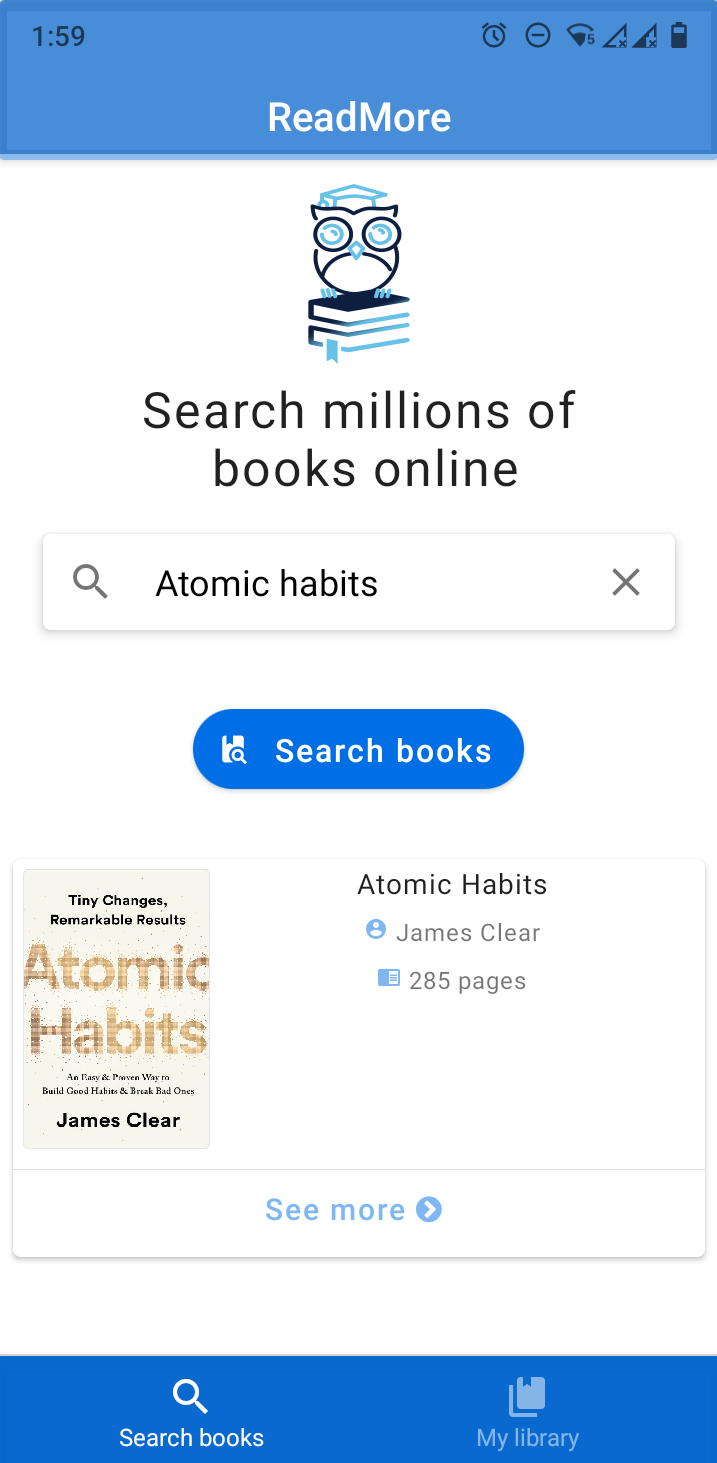 1:59
5
ReadMore
Search millions of
books online
Atomic habits
Search books
Tiny Changes,
Remarkable Results
Atomic
Habits
An Easy & Proven Way to
Build Good Habits & Break Bad Ones
James Clear
Atomic Habits
James Clear
285 pages
See more
Search books
My library